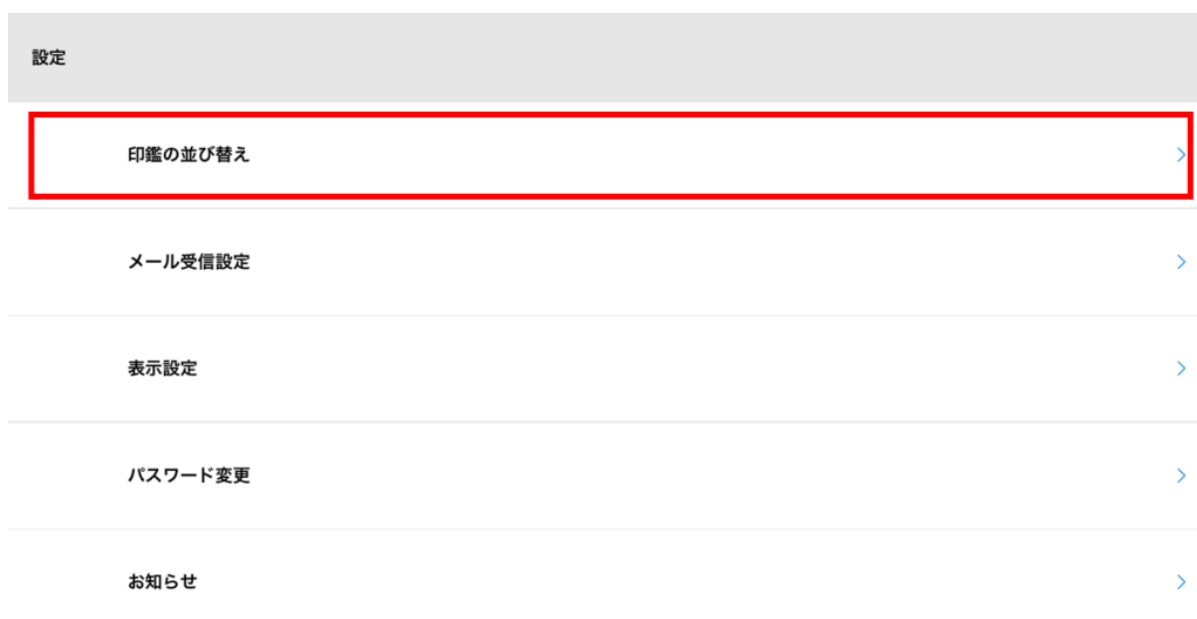 設定
印鑑の並び替え
メール受信設定
表示設定
パスワード変更
お知らせ